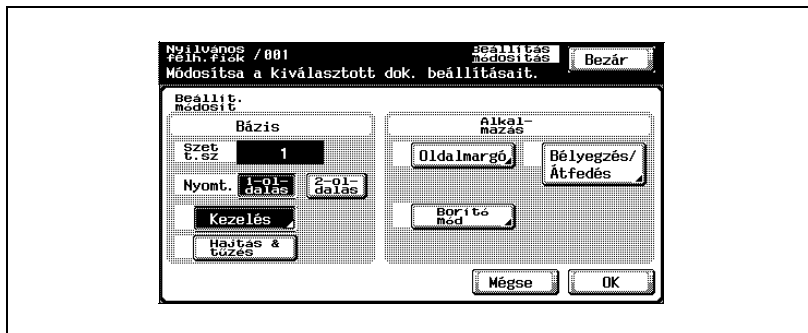 Nyilvános
félh.fiók /001
Beállítás
módosítás
Bezár
Módosítsa a kiválasztott dok. beállításait.
Beállít.
módosít
Bázis
Szet
t.sz 1
Nyomt. 1-ol-
dalas
2-ol-
dalas
Kezelés
Hajtás &
tűzés
Alkal-
mazás
Oldalmargó
Bélyegzés/
Átfedés
Borító
mód
Mégse
OK